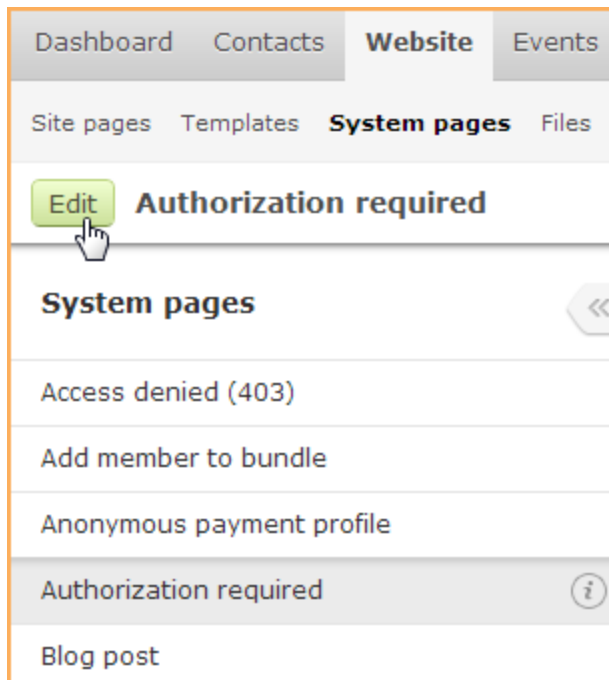 Dashboard Contacts Website Events
Site pages Templates System pages Files
Edit Authorization required
System pages
Access denied (403)
Add member to bundle
Anonymous payment profile
Authorization required
Blog post